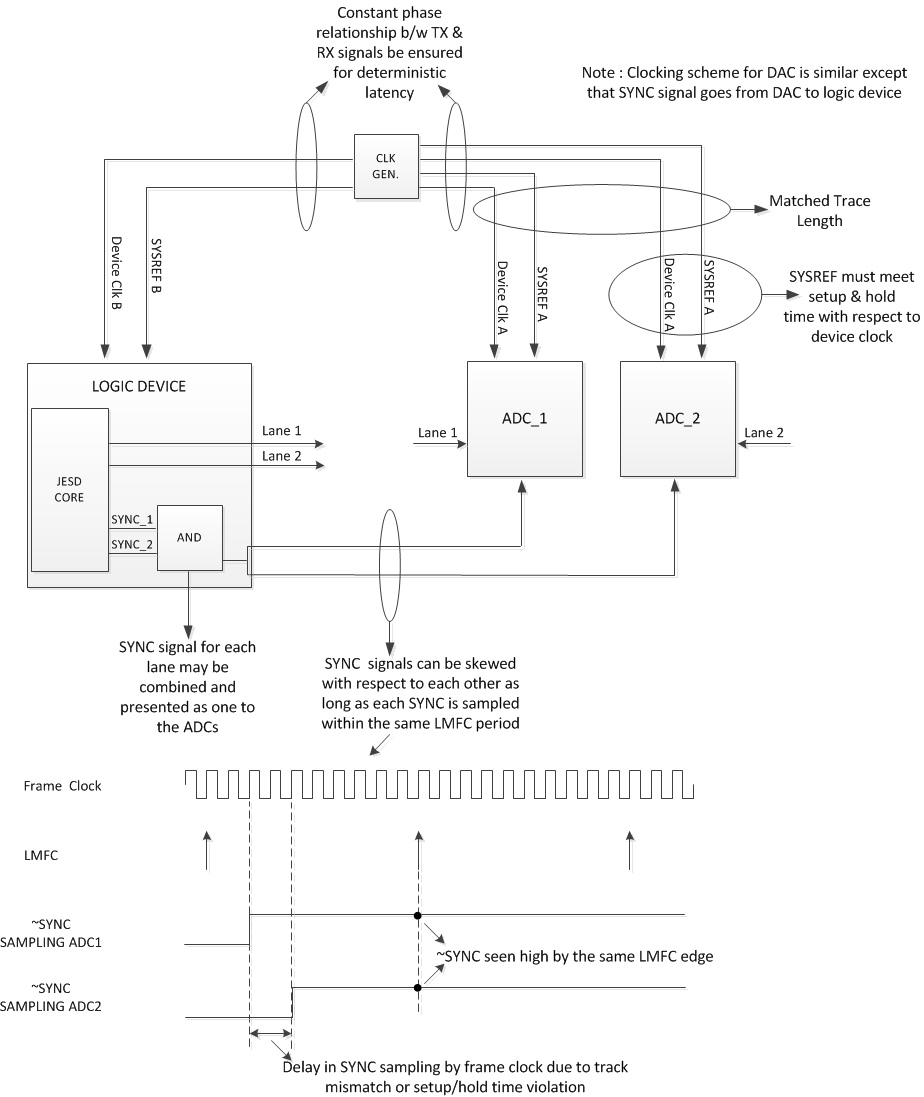 Constant phase
relationship b/w TX &
RX signals be ensured
for deterministic
latency
Note : Clocking scheme for DAC is similar except
that SYNC signal goes from DAC to logic device
CLK
GEN.
Matched Trace
Length
Device Clk B
SYSREF B
Device Clk A
SYSREF A
Device Clk A
SYSREF A
SYSREF must meet
setup & hold
time with respect to
device clock
LOGIC DEVICE
ADC_1
ADC_2
Lane 1
Lane 2
Lane 1
Lane 2
JESD
CORE
SYNC_1
SYNC_2
AND
SYNC signal for each
lane may be
combined and
presented as one to
the ADCs
SYNC signals can be skewed
with respect to each other as
long as each SYNC is sampled
within the same LMFC period
Frame Clock
LMFC
~SYNC
SAMPLING ADC1
~SYNC seen high by the same LMFC edge
~SYNC
SAMPLING ADC2
Delay in SYNC sampling by frame clock due to track
mismatch or setup/hold time violation